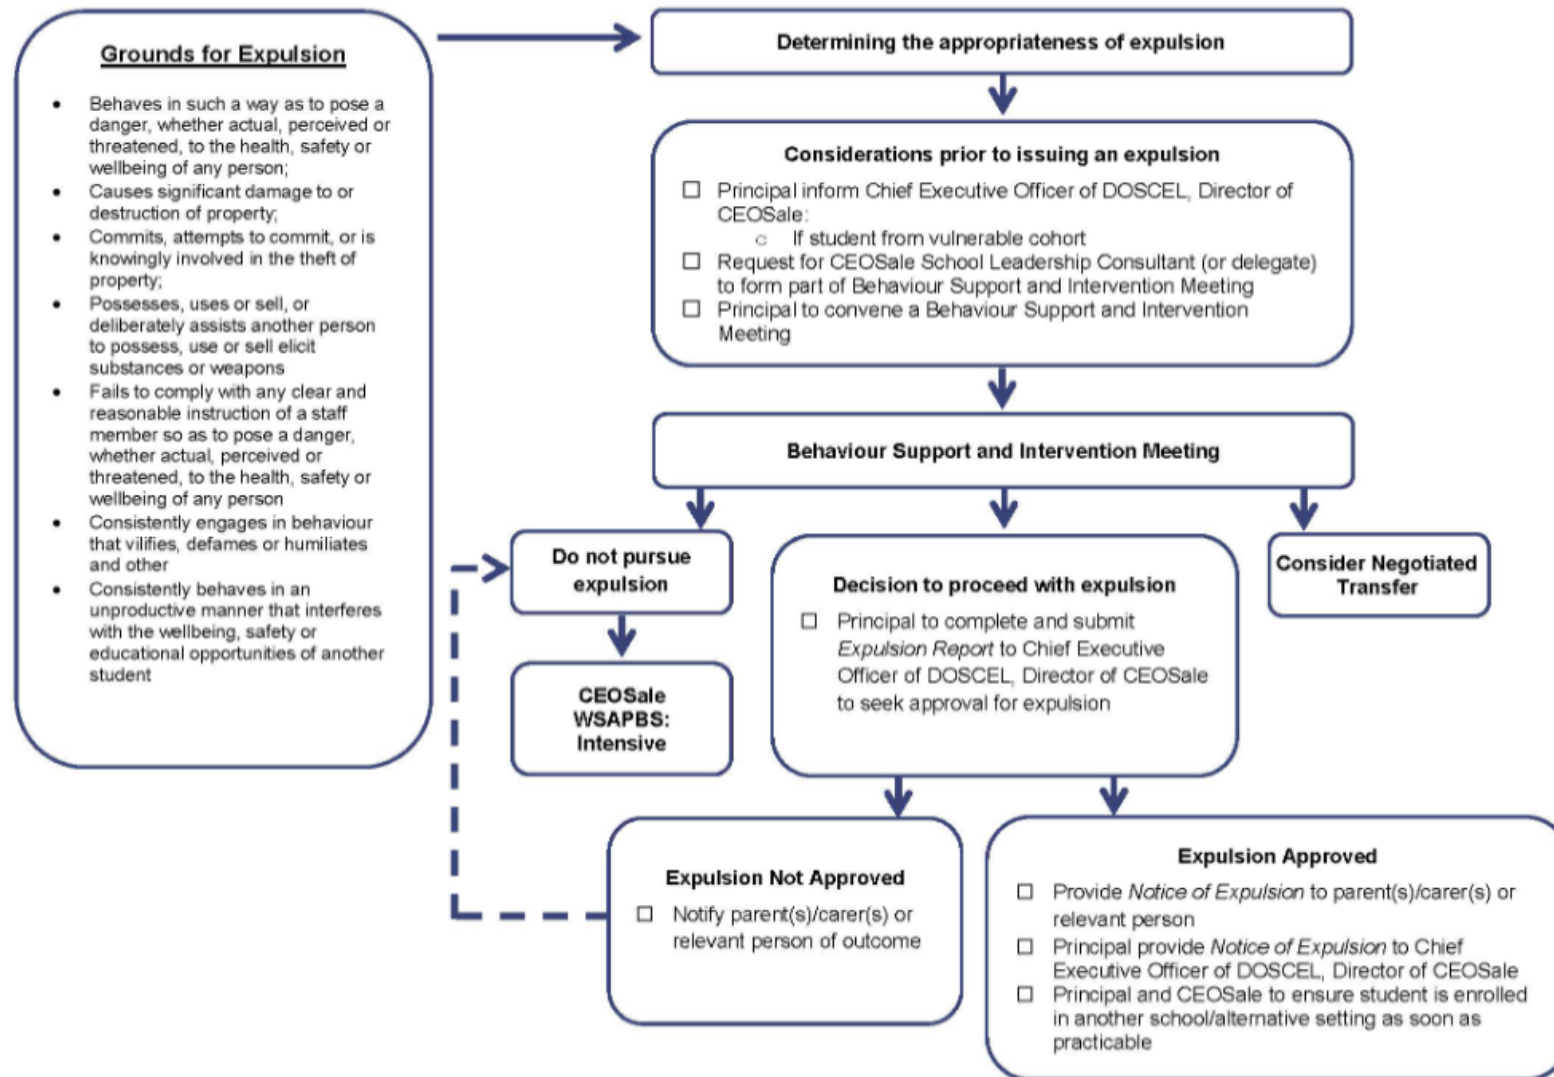 Grounds for Expulsion
• Behaves in such a way as to pose a
danger, whether actual, perceived or
threatened, to the health, safety or
wellbeing of any person;
• Causes significant damage to or
destruction of property;
• Commits, attempts to commit, or is
knowingly involved in the theft of
property;
• Possesses, uses or sell, or
deliberately assists another person
to possess, use or sell elicit
substances or weapons
• Fails to comply with any clear and
reasonable instruction of a staff
member so as to pose a danger,
whether actual, perceived or
threatened, to the health, safety or
wellbeing of any person
• Consistently engages in behaviour
that vilifies, defames or humiliates
and other
• Consistently behaves in an
unproductive manner that interferes
with the wellbeing, safety or
educational opportunities of another
student
Determining the appropriateness of expulsion
Considerations prior to issuing an expulsion
☐ Principal inform Chief Executive Officer of DOSCEL, Director of
CEOSale:
c If student from vulnerable cohort
☐ Request for CEOSale School Leadership Consultant (or delegate)
to form part of Behaviour Support and Intervention Meeting
☐ Principal to convene a Behaviour Support and Intervention
Meeting
Behaviour Support and Intervention Meeting
Do not pursue
expulsion
CEOSale
WSAPBS:
Intensive
Decision to proceed with expulsion
☐ Principal to complete and submit
Expulsion Report to Chief Executive
Officer of DOSCEL, Director of CEOSale
to seek approval for expulsion
Consider Negotiated
Transfer
Expulsion Not Approved
☐ Notify parent(s)/carer(s) or
relevant person of outcome
Expulsion Approved
☐ Provide Notice of Expulsion to parent(s)/carer(s) or
relevant person
☐ Principal provide Notice of Expulsion to Chief
Executive Officer of DOSCEL, Director of CEOSale
☐ Principal and CEOSale to ensure student is enrolled
in another school/alternative setting as soon as
practicable